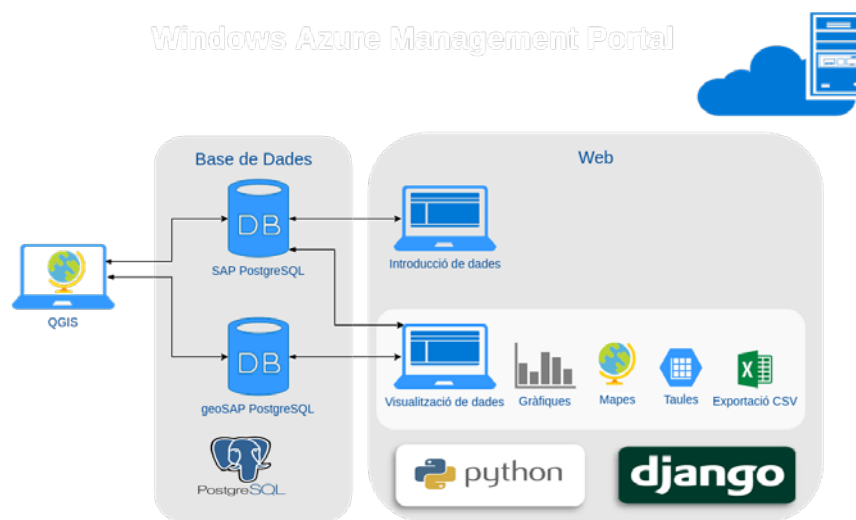 Windows Azure Management Portal
Base de Dades
Web
DB
SAP PostgreSQL
Introducció de dades
QGIS
DB
geoSAP PostgreSQL
Visualització de dades
Gràfiques
Mapes
Taules
X
Exportació CSV
PostgreSQL
python
django